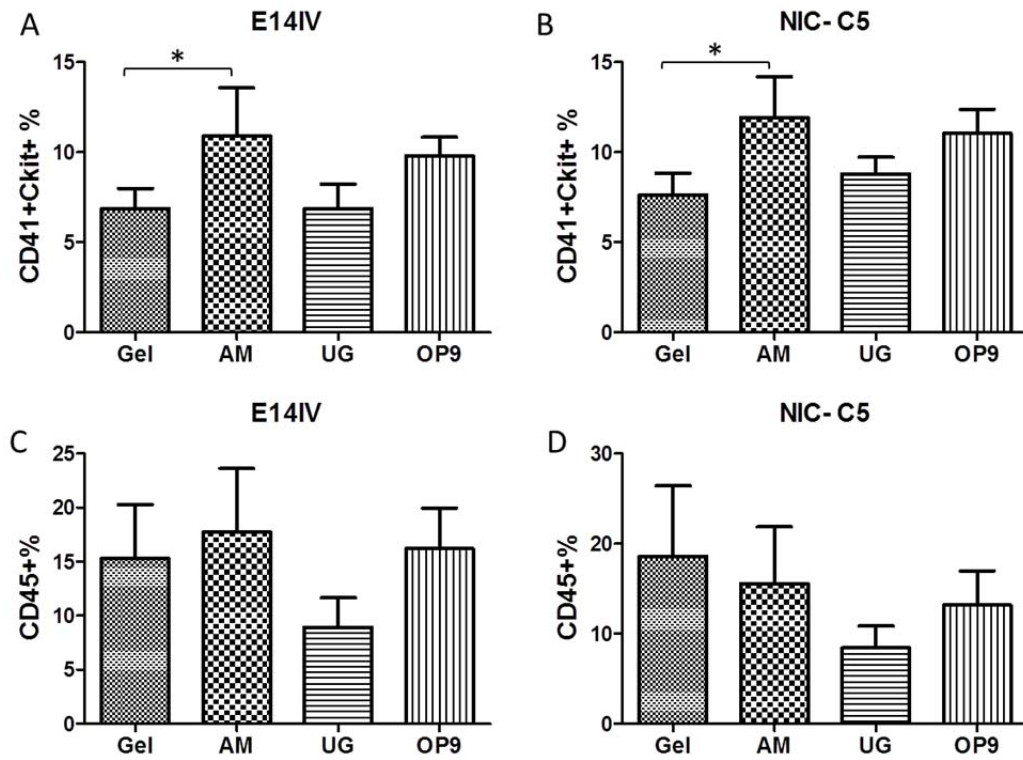 A
E14IV
*
CD41+Ckit+ %
15
10
5
0
Gel AM UG OP9
B
NIC- C5
*
CD41+Ckit+ %
15
10
5
0
Gel AM UG OP9
C
E14IV
CD45+%
25
20
15
10
5
0
Gel AM UG OP9
D
NIC- C5
CD45+%
30
20
10
0
Gel AM UG OP9